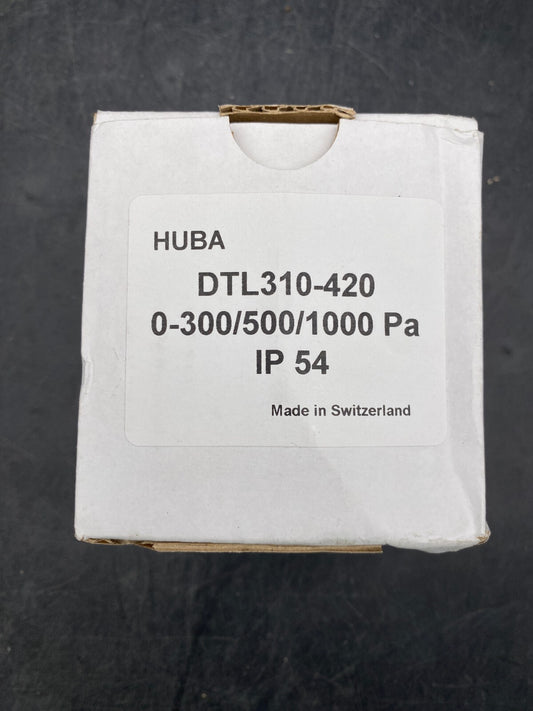 HUBA
DTL310-420
0-300/500/1000 Pa
IP 54
Made in Switzerland